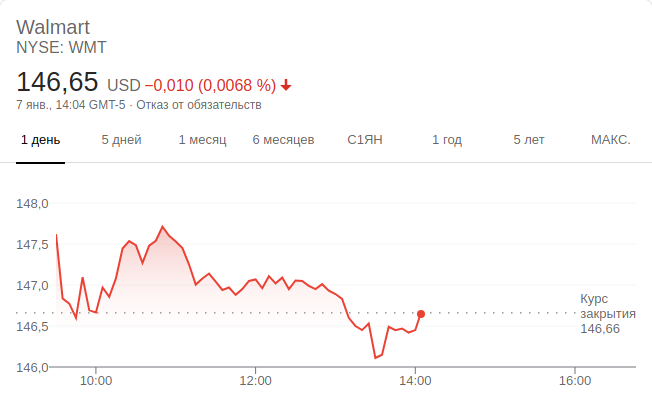 Walmart
NYSE: WMT
146,65 USD −0,010 (0,0068 %)
7 янв., 14:04 GMT-5 · Отказ от обязательств
1 день 5 дней 1 месяц 6 месяцев С1ЯН 1 год 5 лет МАКС.
148,0
147,5
147,0
146,5
146,0
Курс
закрытия
146,66
10:00 12:00 14:00 16:00